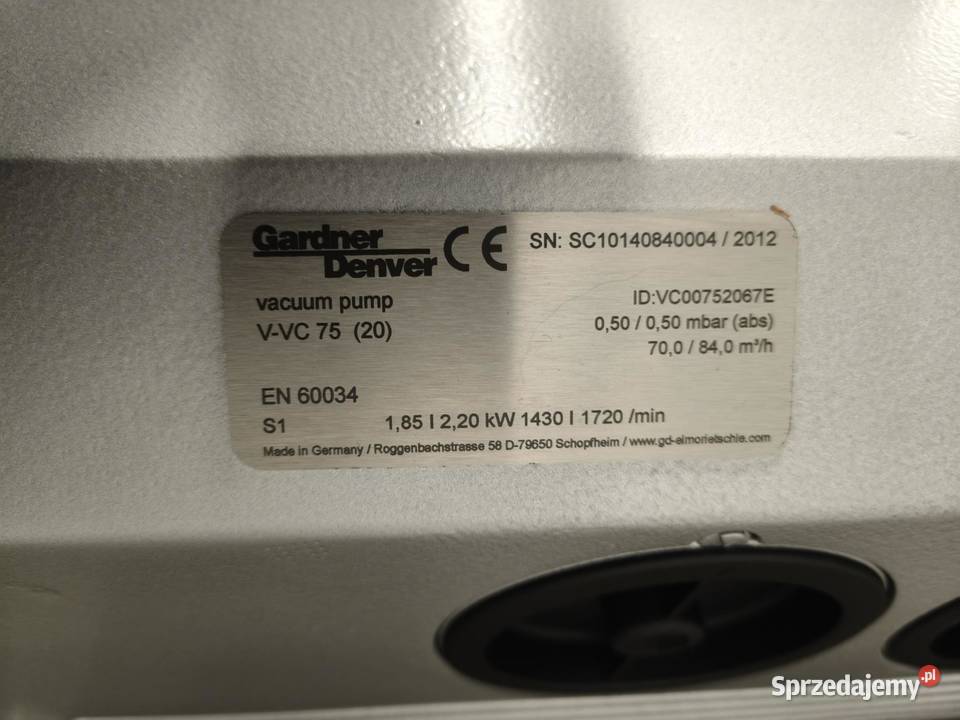 Gardner
Denver
CE
SN: SC10140840004 / 2012
vacuum pump
ID:VC00752067E
V-VC 75 (20)
0,50 / 0,50 mbar (abs)
70,0 / 84,0 m³/h
EN 60034
S1 1,85 I 2,20 kW 1430 I 1720 /min
Made in Germany / Roggenbachstrasse 58 D-79650 Schopfheim / www.gd-elmorietschle.com
Sprzedajemy.pl